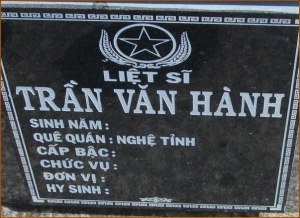 LIỆT SĨ
TRẦN VĂN HÀNH
SINH NĂM :
QUÊ QUÁN : NGHỆ TĨNH
CẤP BẬC :
CHỨC VỤ :
ĐƠN VỊ :
HY SINH :